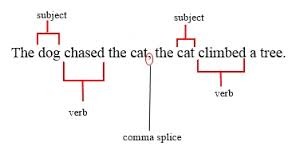 subject subject
The dog chased the cat, the cat climbed a tree.
verb verb
comma splice